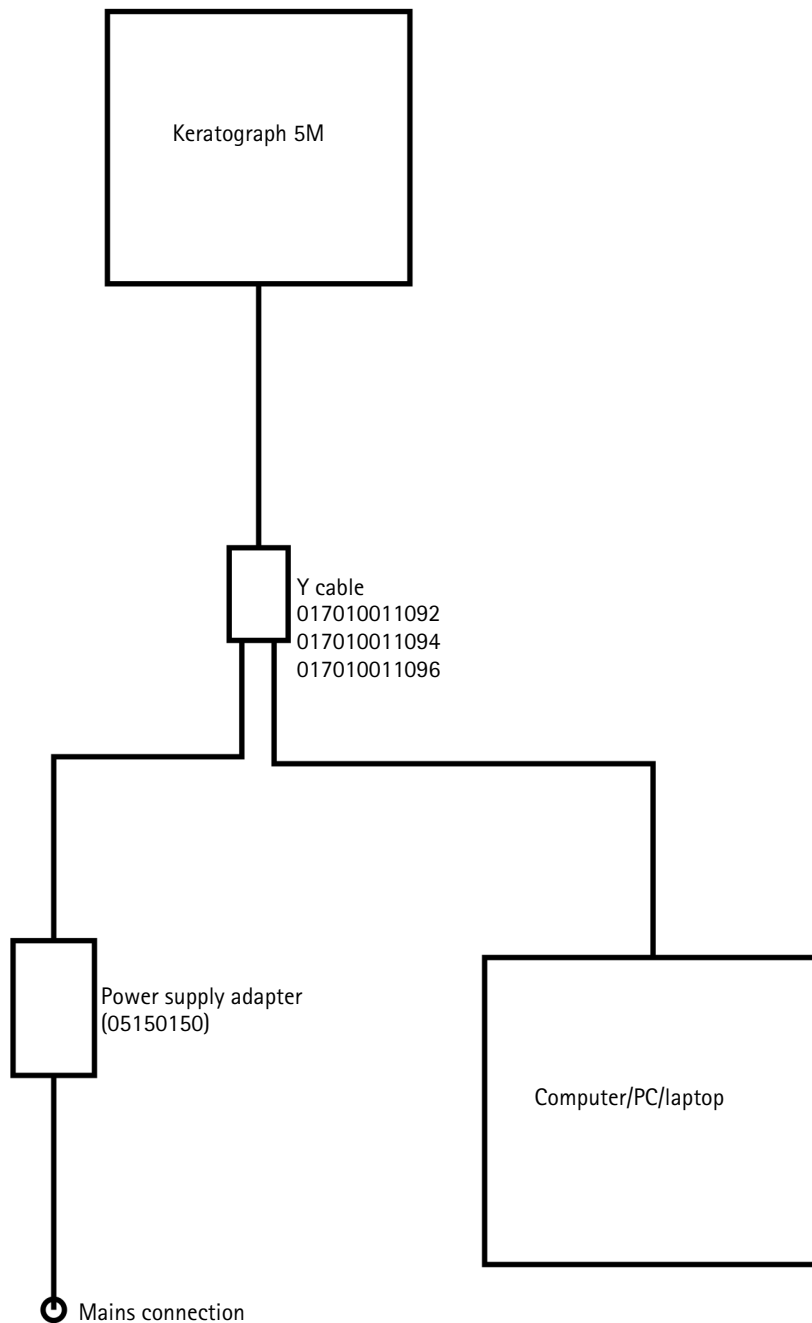 Keratograph 5M
Y cable
017010011092
017010011094
017010011096
Power supply adapter
(05150150)
Computer/PC/laptop
Mains connection